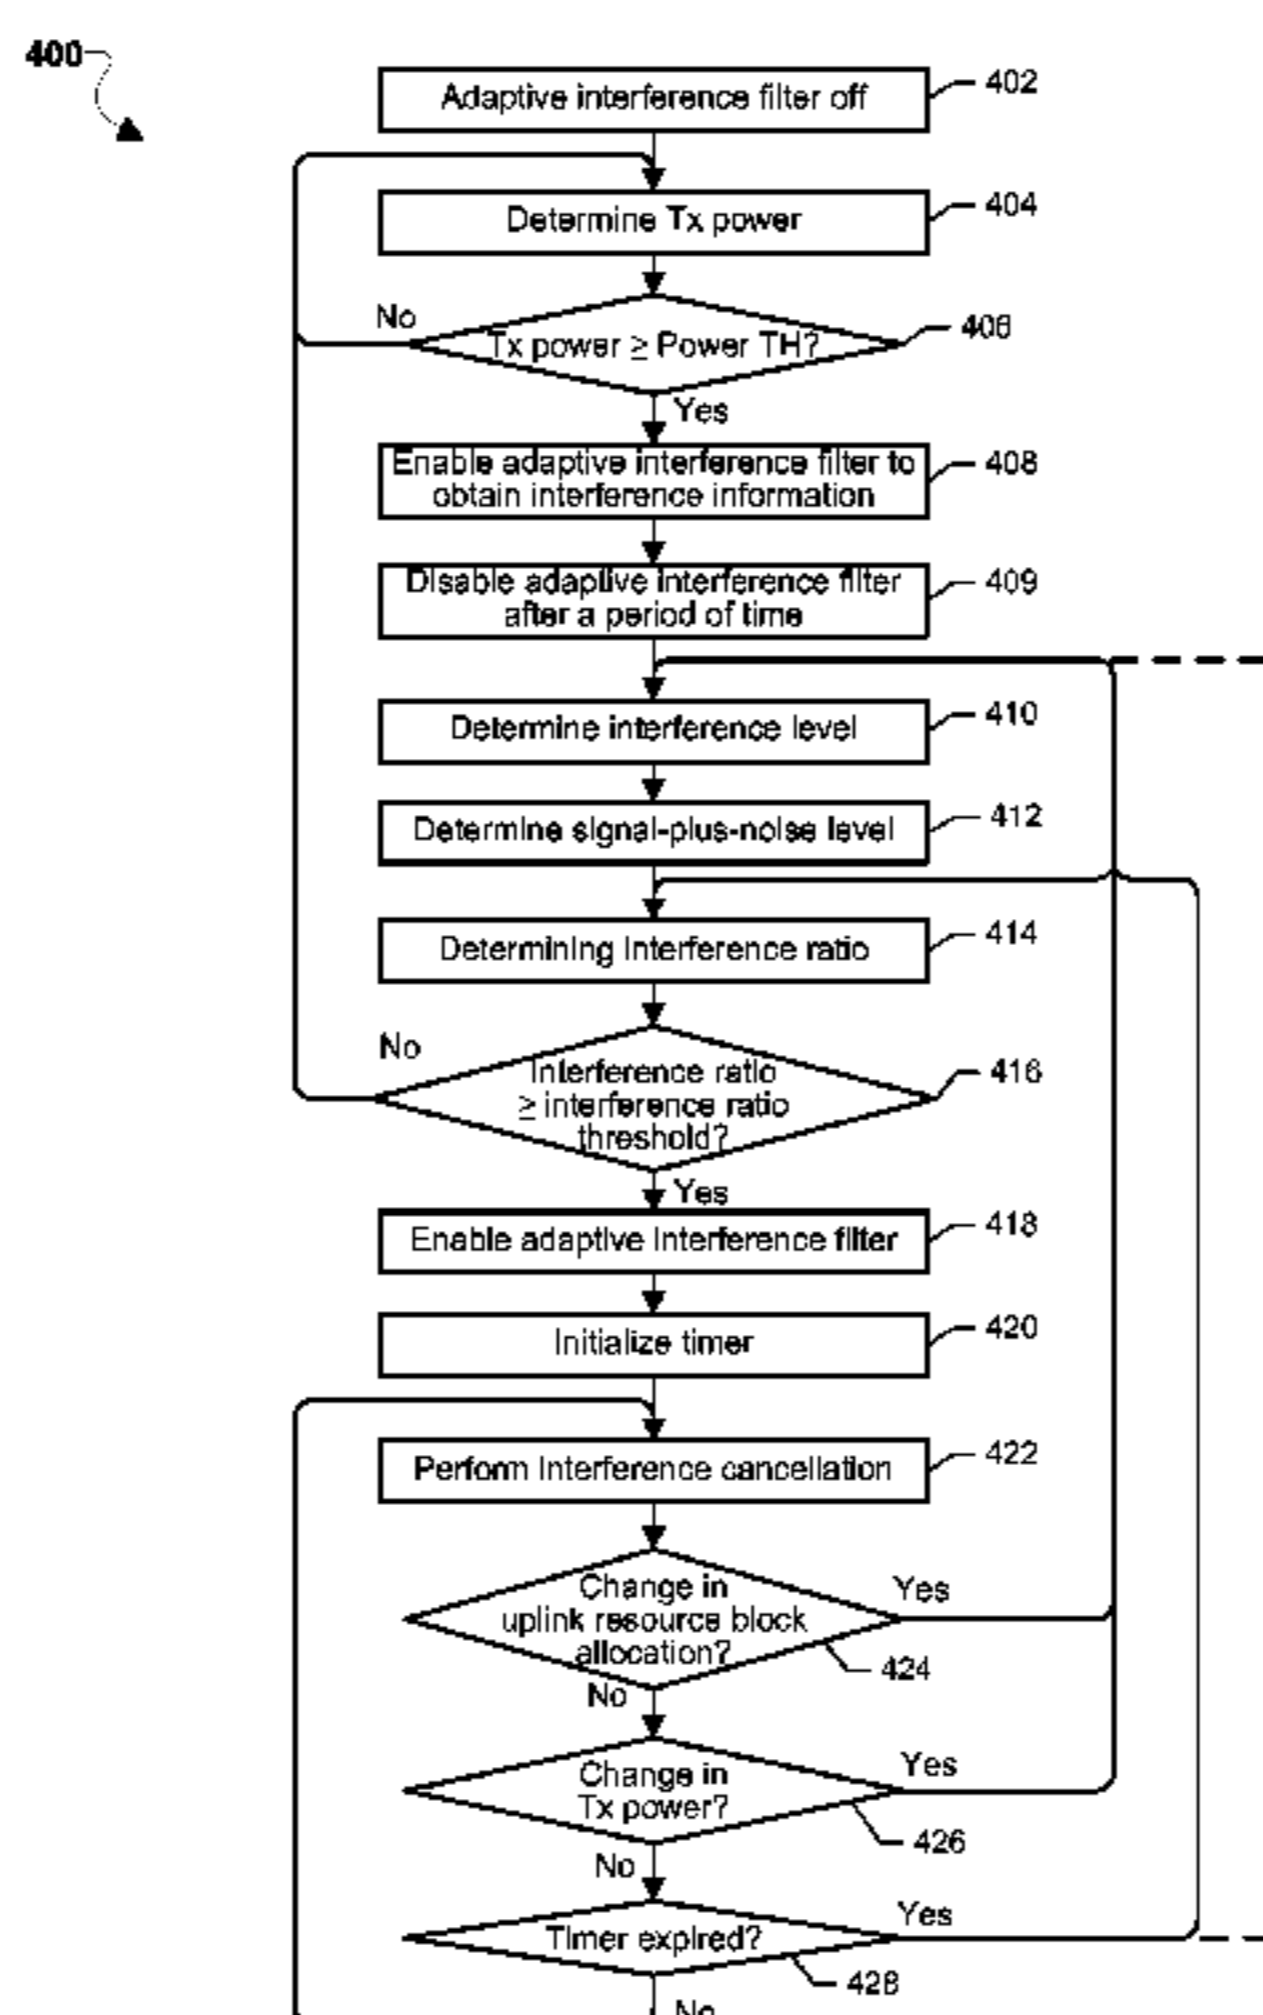 400
Adaptive interference filter off
402
Determine Tx power
404
No
Tx power ≥ Power TH?
406
Yes
Enable adaptive interference filter to
obtain interference information
408
Disable adaptive interference filter
after a period of time
409
Determine interference level
410
Determine signal-plus-noise level
412
Determining interference ratio
414
No
Interference ratio
≥ interference ratio
threshold?
416
Yes
Enable adaptive interference filter
418
Initialize timer
420
Perform interference cancellation
422
Change in
uplink resource block
allocation?
Yes
424
No
Change in
Tx power?
Yes
426
No
Timer expired?
Yes
428
No